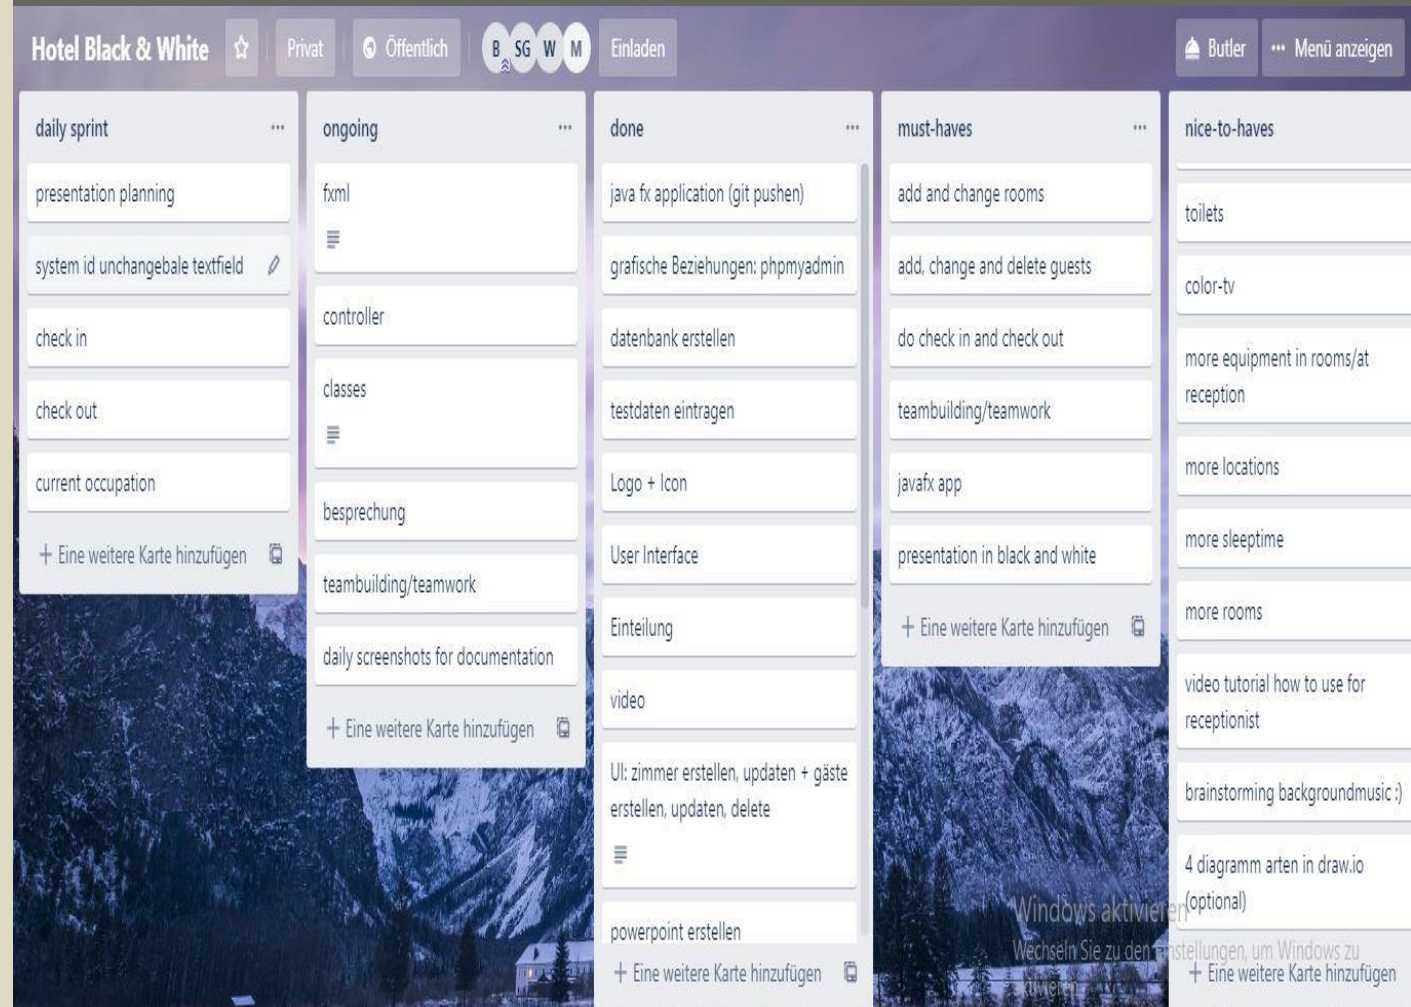 Hotel Black & White
Privat
Öffentlich
B SG W M
Einladen
Butler
··· Menü anzeigen
daily sprint
presentation planning
system id unchangebale textfield
check in
check out
current occupation
+ Eine weitere Karte hinzufügen
ongoing
fxml
controller
classes
besprechung
teambuilding/teamwork
daily screenshots for documentation
+ Eine weitere Karte hinzufügen
done
java fx application (git pushen)
grafische Beziehungen: phpmyadmin
datenbank erstellen
testdaten eintragen
Logo + Icon
User Interface
Einteilung
video
UI: zimmer erstellen, updaten + gäste
erstellen, updaten, delete
powerpoint erstellen
+ Eine weitere Karte hinzufügen
must-haves
add and change rooms
add, change and delete guests
do check in and check out
teambuilding/teamwork
javafx app
presentation in black and white
+ Eine weitere Karte hinzufügen
nice-to-haves
toilets
color-tv
more equipment in rooms/at
reception
more locations
more sleeptime
more rooms
video tutorial how to use for
receptionist
brainstorming backgroundmusic :)
4 diagramm arten in draw.io
(optional)
+ Eine weitere Karte hinzufügen
Windows aktivieren
Wechseln Sie zu den Einstellungen, um Windows zu
aktivieren.